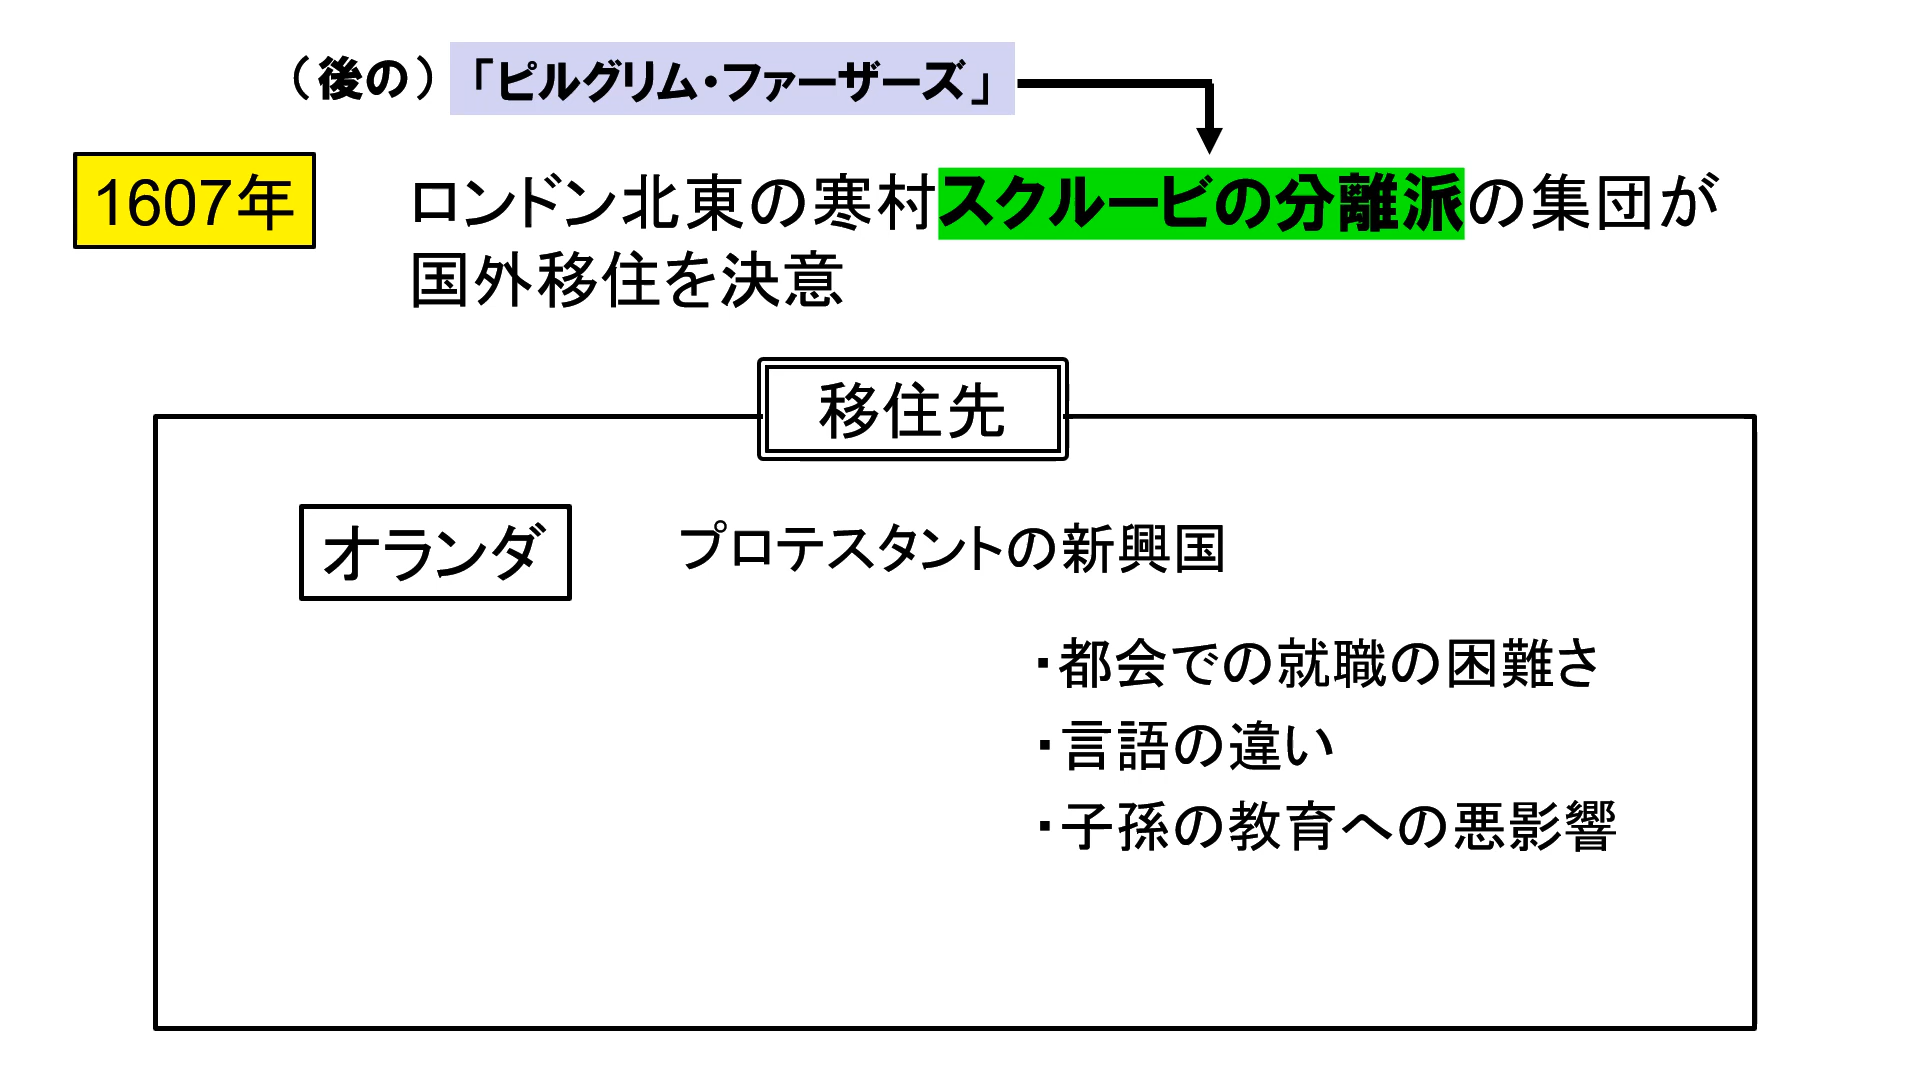 （後の）「ピルグリム・ファーザーズ」
1607年
ロンドン北東の寒村スクルービの分離派の集団が
国外移住を決意
移住先
オランダ
プロテスタントの新興国
・都会での就職の困難さ
・言語の違い
・子孫の教育への悪影響